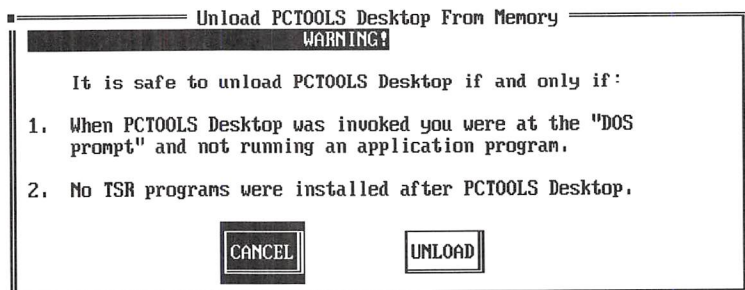 Unload PCTOOLS Desktop From Memory
WARNING!
It is safe to unload PCTOOLS Desktop if and only if:
1. When PCTOOLS Desktop was invoked you were at the "DOS
prompt" and not running an application program.
2. No TSR programs were installed after PCTOOLS Desktop.
CANCEL UNLOAD